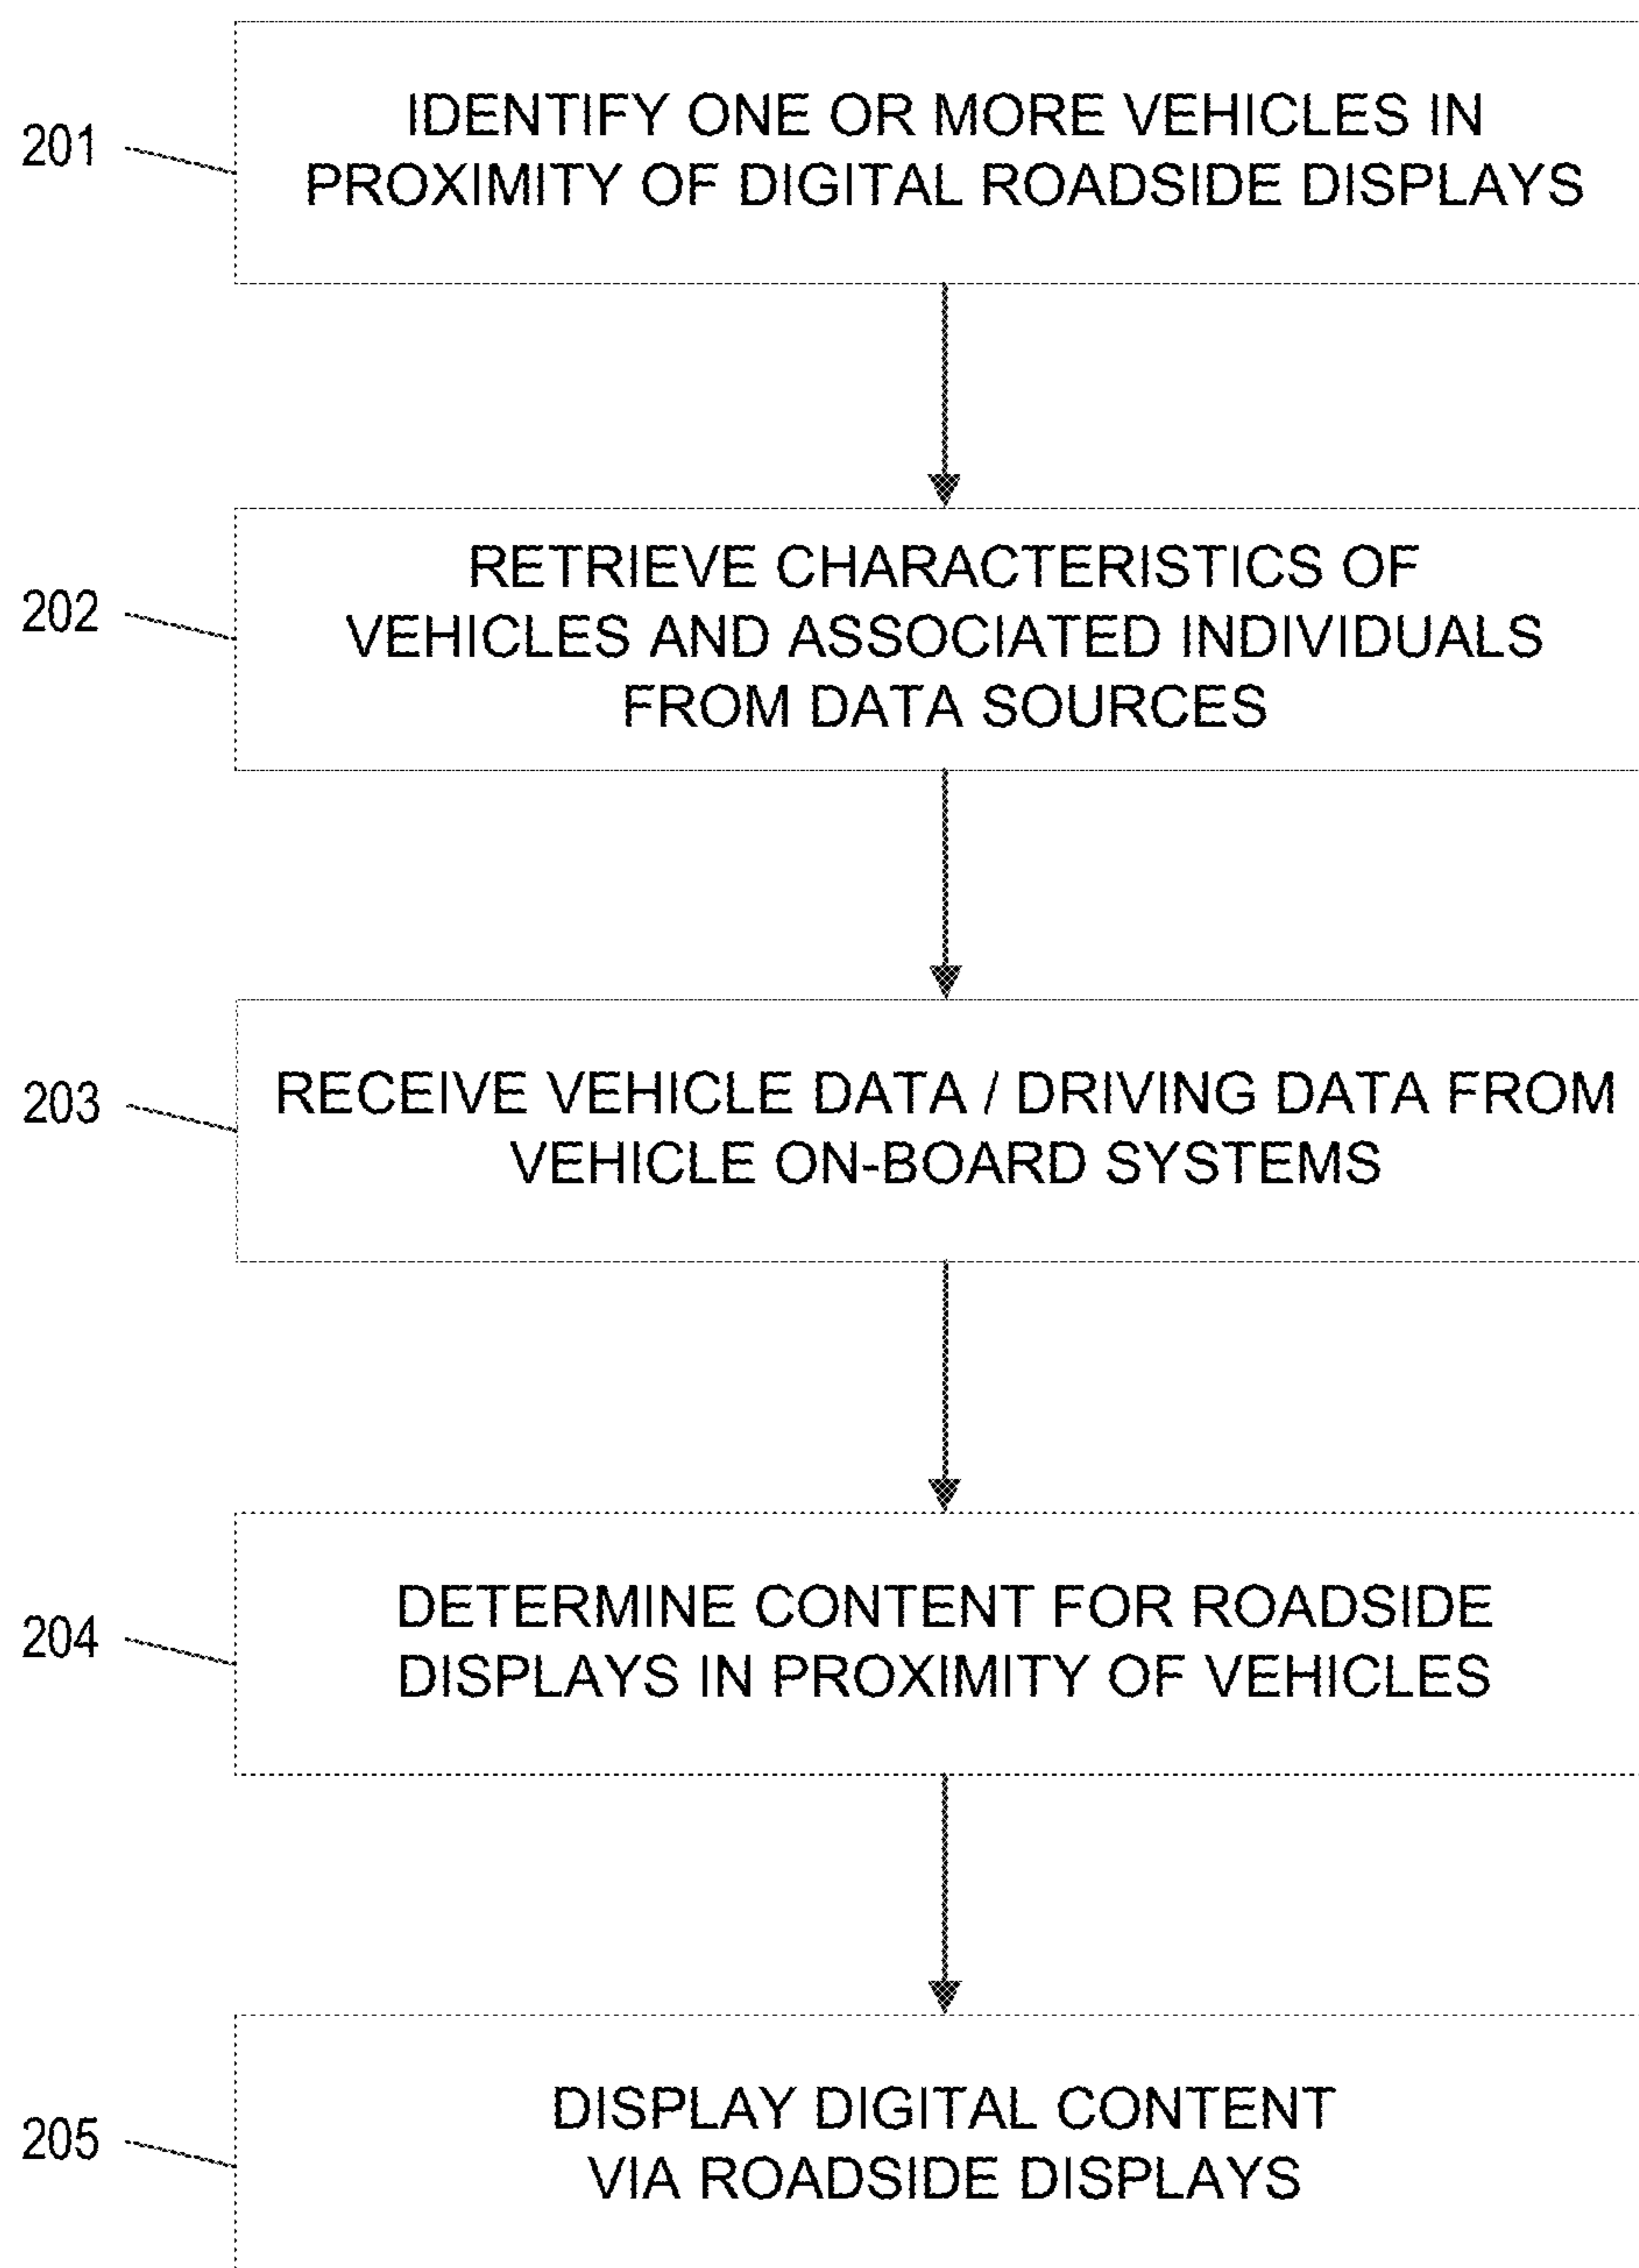 201
IDENTIFY ONE OR MORE VEHICLES IN
PROXIMITY OF DIGITAL ROADSIDE DISPLAYS
202
RETRIEVE CHARACTERISTICS OF
VEHICLES AND ASSOCIATED INDIVIDUALS
FROM DATA SOURCES
203
RECEIVE VEHICLE DATA / DRIVING DATA FROM
VEHICLE ON-BOARD SYSTEMS
204
DETERMINE CONTENT FOR ROADSIDE
DISPLAYS IN PROXIMITY OF VEHICLES
205
DISPLAY DIGITAL CONTENT
VIA ROADSIDE DISPLAYS